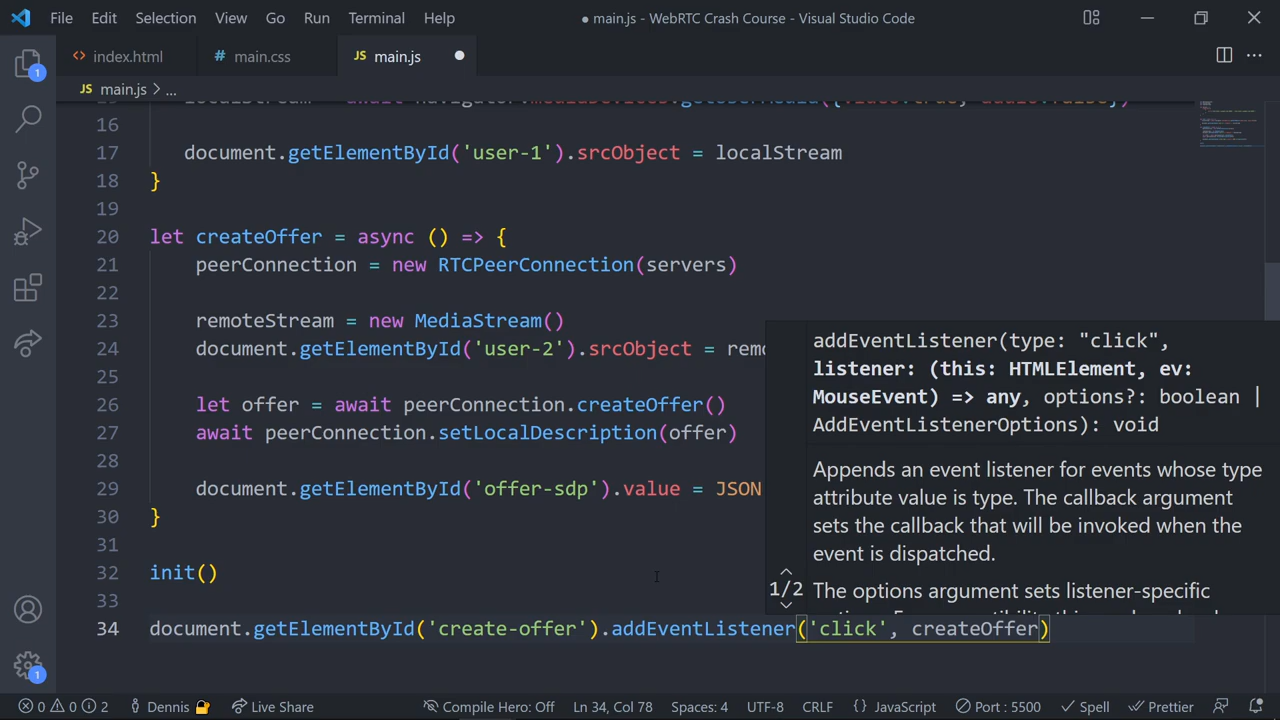 File Edit Selection View Go Run Terminal Help ● main.js - WebRTC Crash Course - Visual Studio Code
<> index.html # main.css JS main.js ●
JS main.js > ...
16
17 document.getElementById('user-1').srcObject = localStream
18 }
19
20 let createOffer = async () => {
21 peerConnection = new RTCPeerConnection(servers)
22
23 remoteStream = new MediaStream()
24 document.getElementById('user-2').srcObject =
25
26 let offer = await peerConnection.createOffer()
27 await peerConnection.setLocalDescription(offer)
28
29 document.getElementById('offer-sdp').value = JSON
30 }
31
32 init()
33
34 document.getElementById('create-offer').addEventListener('click', createOffer)
addEventListener(type: "click",
listener: (this: HTMLElement, ev:
MouseEvent) => any, options?: boolean |
AddEventListenerOptions): void
Appends an event listener for events whose type
attribute value is type. The callback argument
sets the callback that will be invoked when the
event is dispatched.
1/2 The options argument sets listener-specific
1
1
0 0 2 Dennis Live Share Compile Hero: Off Ln 34, Col 78 Spaces: 4 UTF-8 CRLF {} JavaScript Port : 5500 Spell Prettier